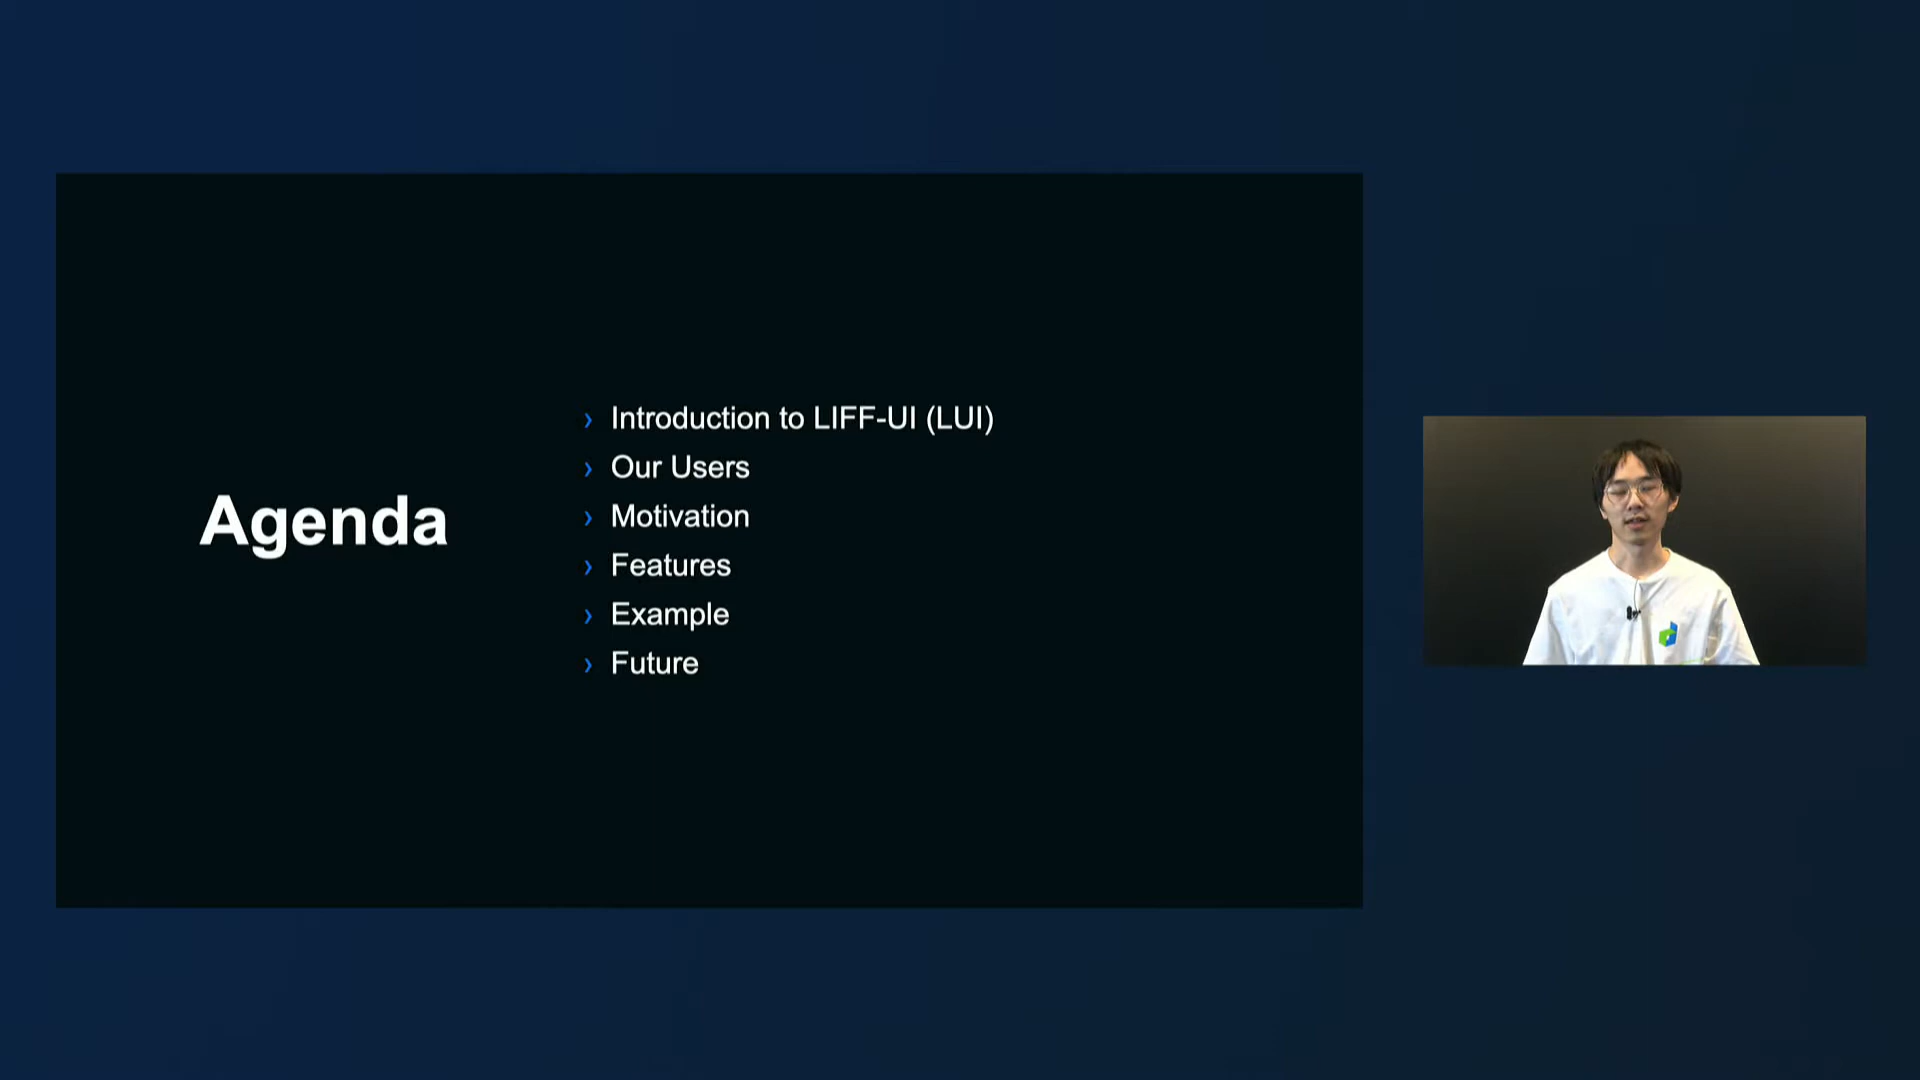 Agenda
› Introduction to LIFF-UI (LUI)
› Our Users
› Motivation
› Features
› Example
› Future